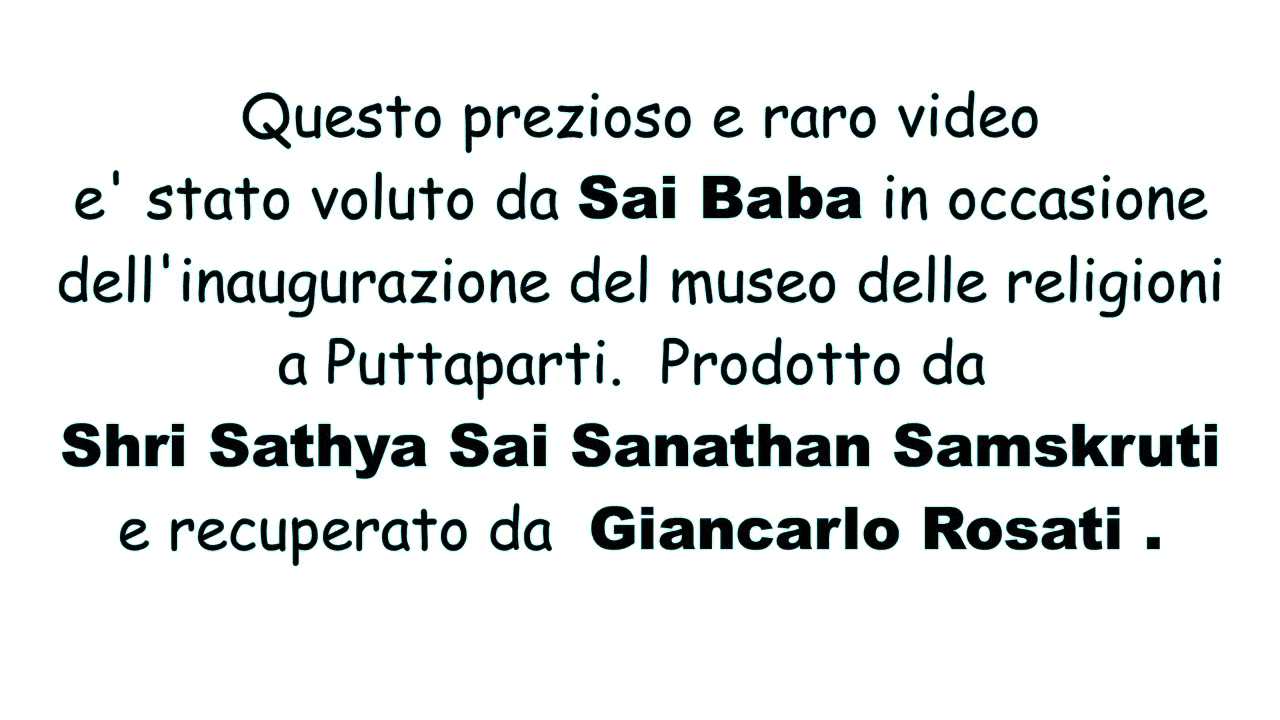 Questo prezioso e raro video
e' stato voluto da Sai Baba in occasione
dell'inaugurazione del museo delle religioni
a Puttaparti. Prodotto da
Shri Sathya Sai Sanathan Samskruti
e recuperato da Giancarlo Rosati .